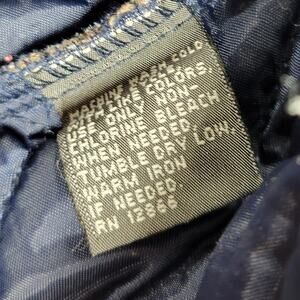 MACHINE WASH COLD
WITH LIKE COLORS.
USE ONLY NON-
CHLORINE BLEACH
WHEN NEEDED.
TUMBLE DRY LOW.
WARM IRON
IF NEEDED.
RN 12866